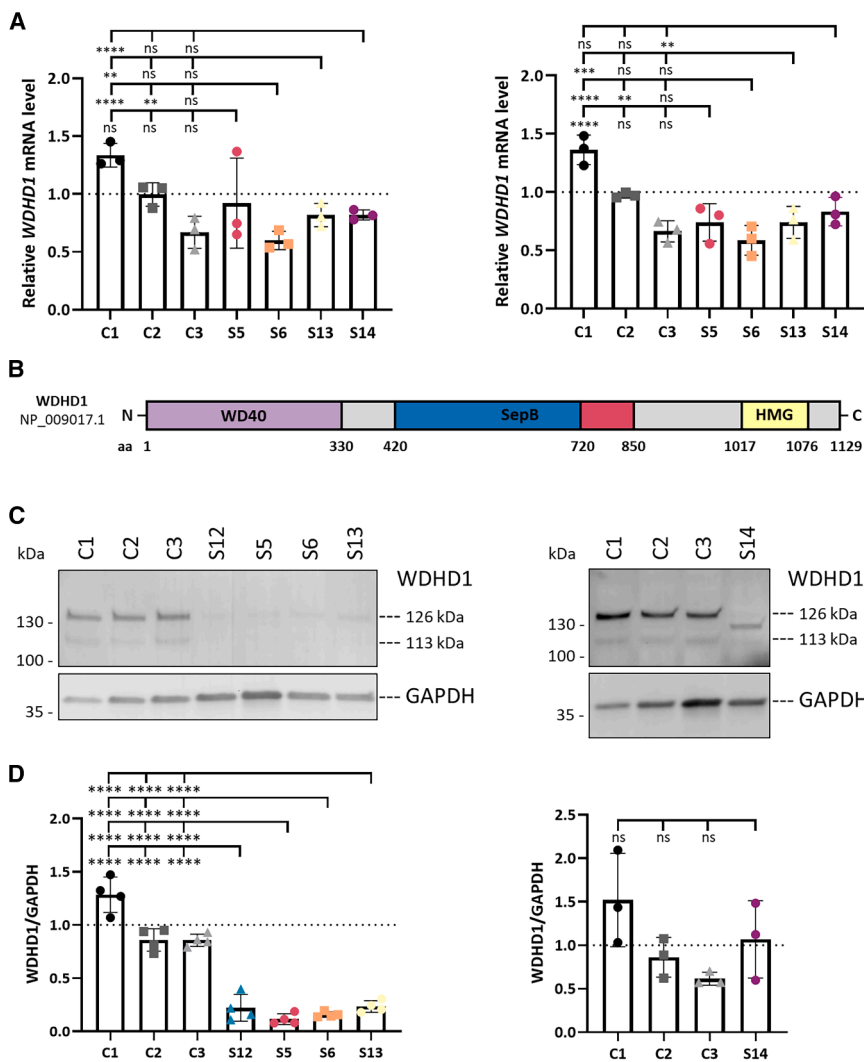 A
**** ns ns
** ns ns
**** ** ns
ns ns ns
Relative WDHD1 mRNA level
2.0
1.5
1.0
0.5
0.0
C1 C2 C3 S5 S6 S13 S14
ns ns **
*** ns ns
**** ** ns
**** ns ns
Relative WDHD1 mRNA level
2.0
1.5
1.0
0.5
0.0
C1 C2 C3 S5 S6 S13 S14
B
WDHD1
NP_009017.1
N WD40 SepB HMG C
aa 1 330 420 720 850 1017 1076 1129
C
kDa C1 C2 C3 S12 S5 S6 S13
WDHD1
130 - --- 126 kDa
--- 113 kDa
100 -
35 - --- GAPDH
kDa C1 C2 C3 S14
WDHD1
130 - --- 126 kDa
--- 113 kDa
100 -
35 - --- GAPDH
D
**** **** ****
**** **** ****
**** **** ****
**** **** ****
WDHD1/GAPDH
2.0
1.5
1.0
0.5
0.0
C1 C2 C3 S12 S5 S6 S13
ns ns ns
WDHD1/GAPDH
2.5
2.0
1.5
1.0
0.5
0.0
C1 C2 C3 S14